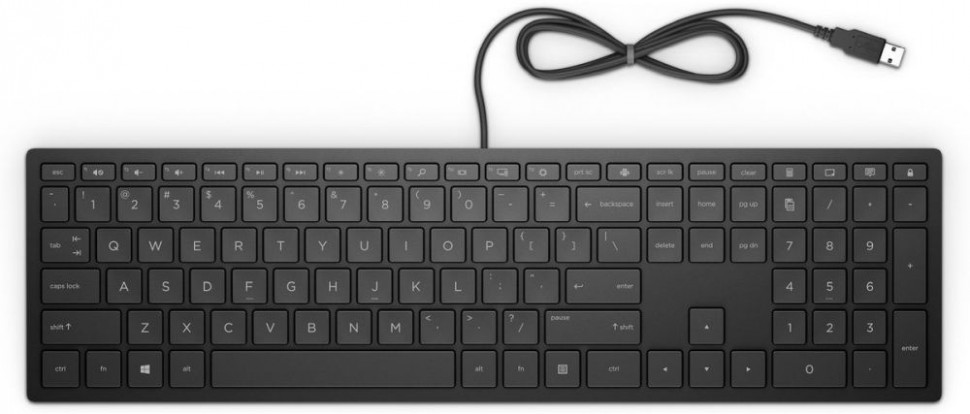 esc prt sc scr lk pause clear
~ ` ! 1 @ 2 # 3 $ 4 % 5 ^ 6 & 7 * 8 ( 9 ) 0 _ - + = ← backspace insert home pg up / * -
tab Q W E R T Y U I O P { [ } ] | \ delete end pg dn 7 8 9 +
caps lock A S D F G H J K L : ; " ' ← enter 4 5 6
shift ↑ Z X C V B N M < , > . ? / pause ↑ shift 1 2 3 enter
ctrl fn alt alt fn ctrl 0 .